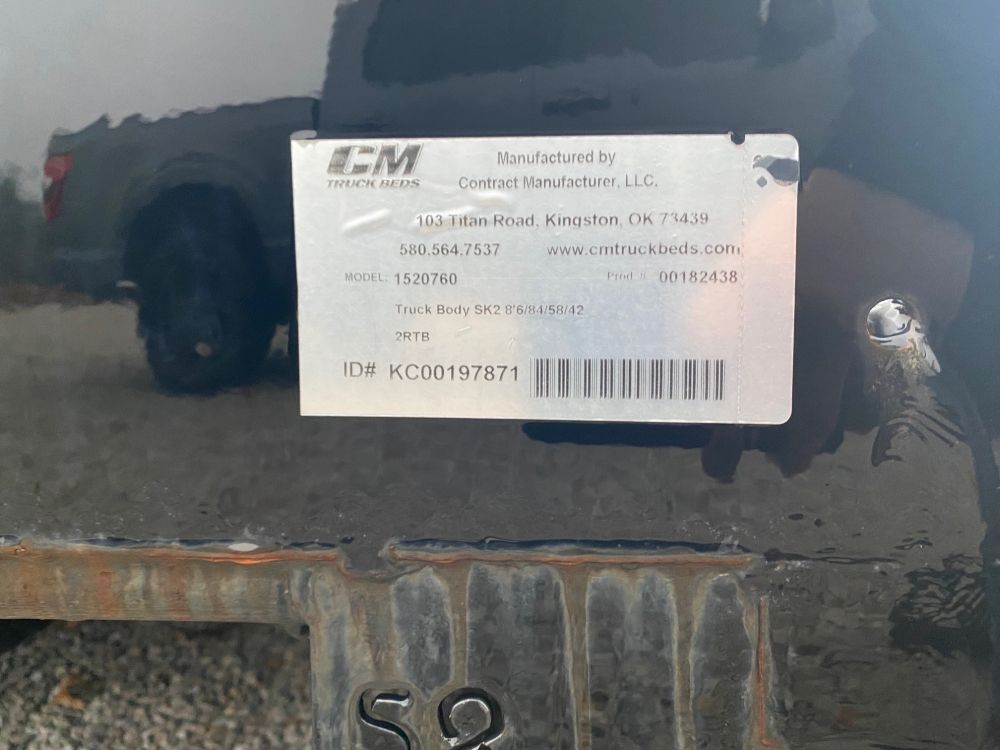 CM
TRUCK BEDS
Manufactured by
Contract Manufacturer, LLC.
103 Titan Road, Kingston, OK 73439
580.564.7537 www.cmtruckbeds.com
MODEL: 1520760 Prod # 00182438
Truck Body SK2 8'6/84/58/42
2RTB
ID# KC00197871
52